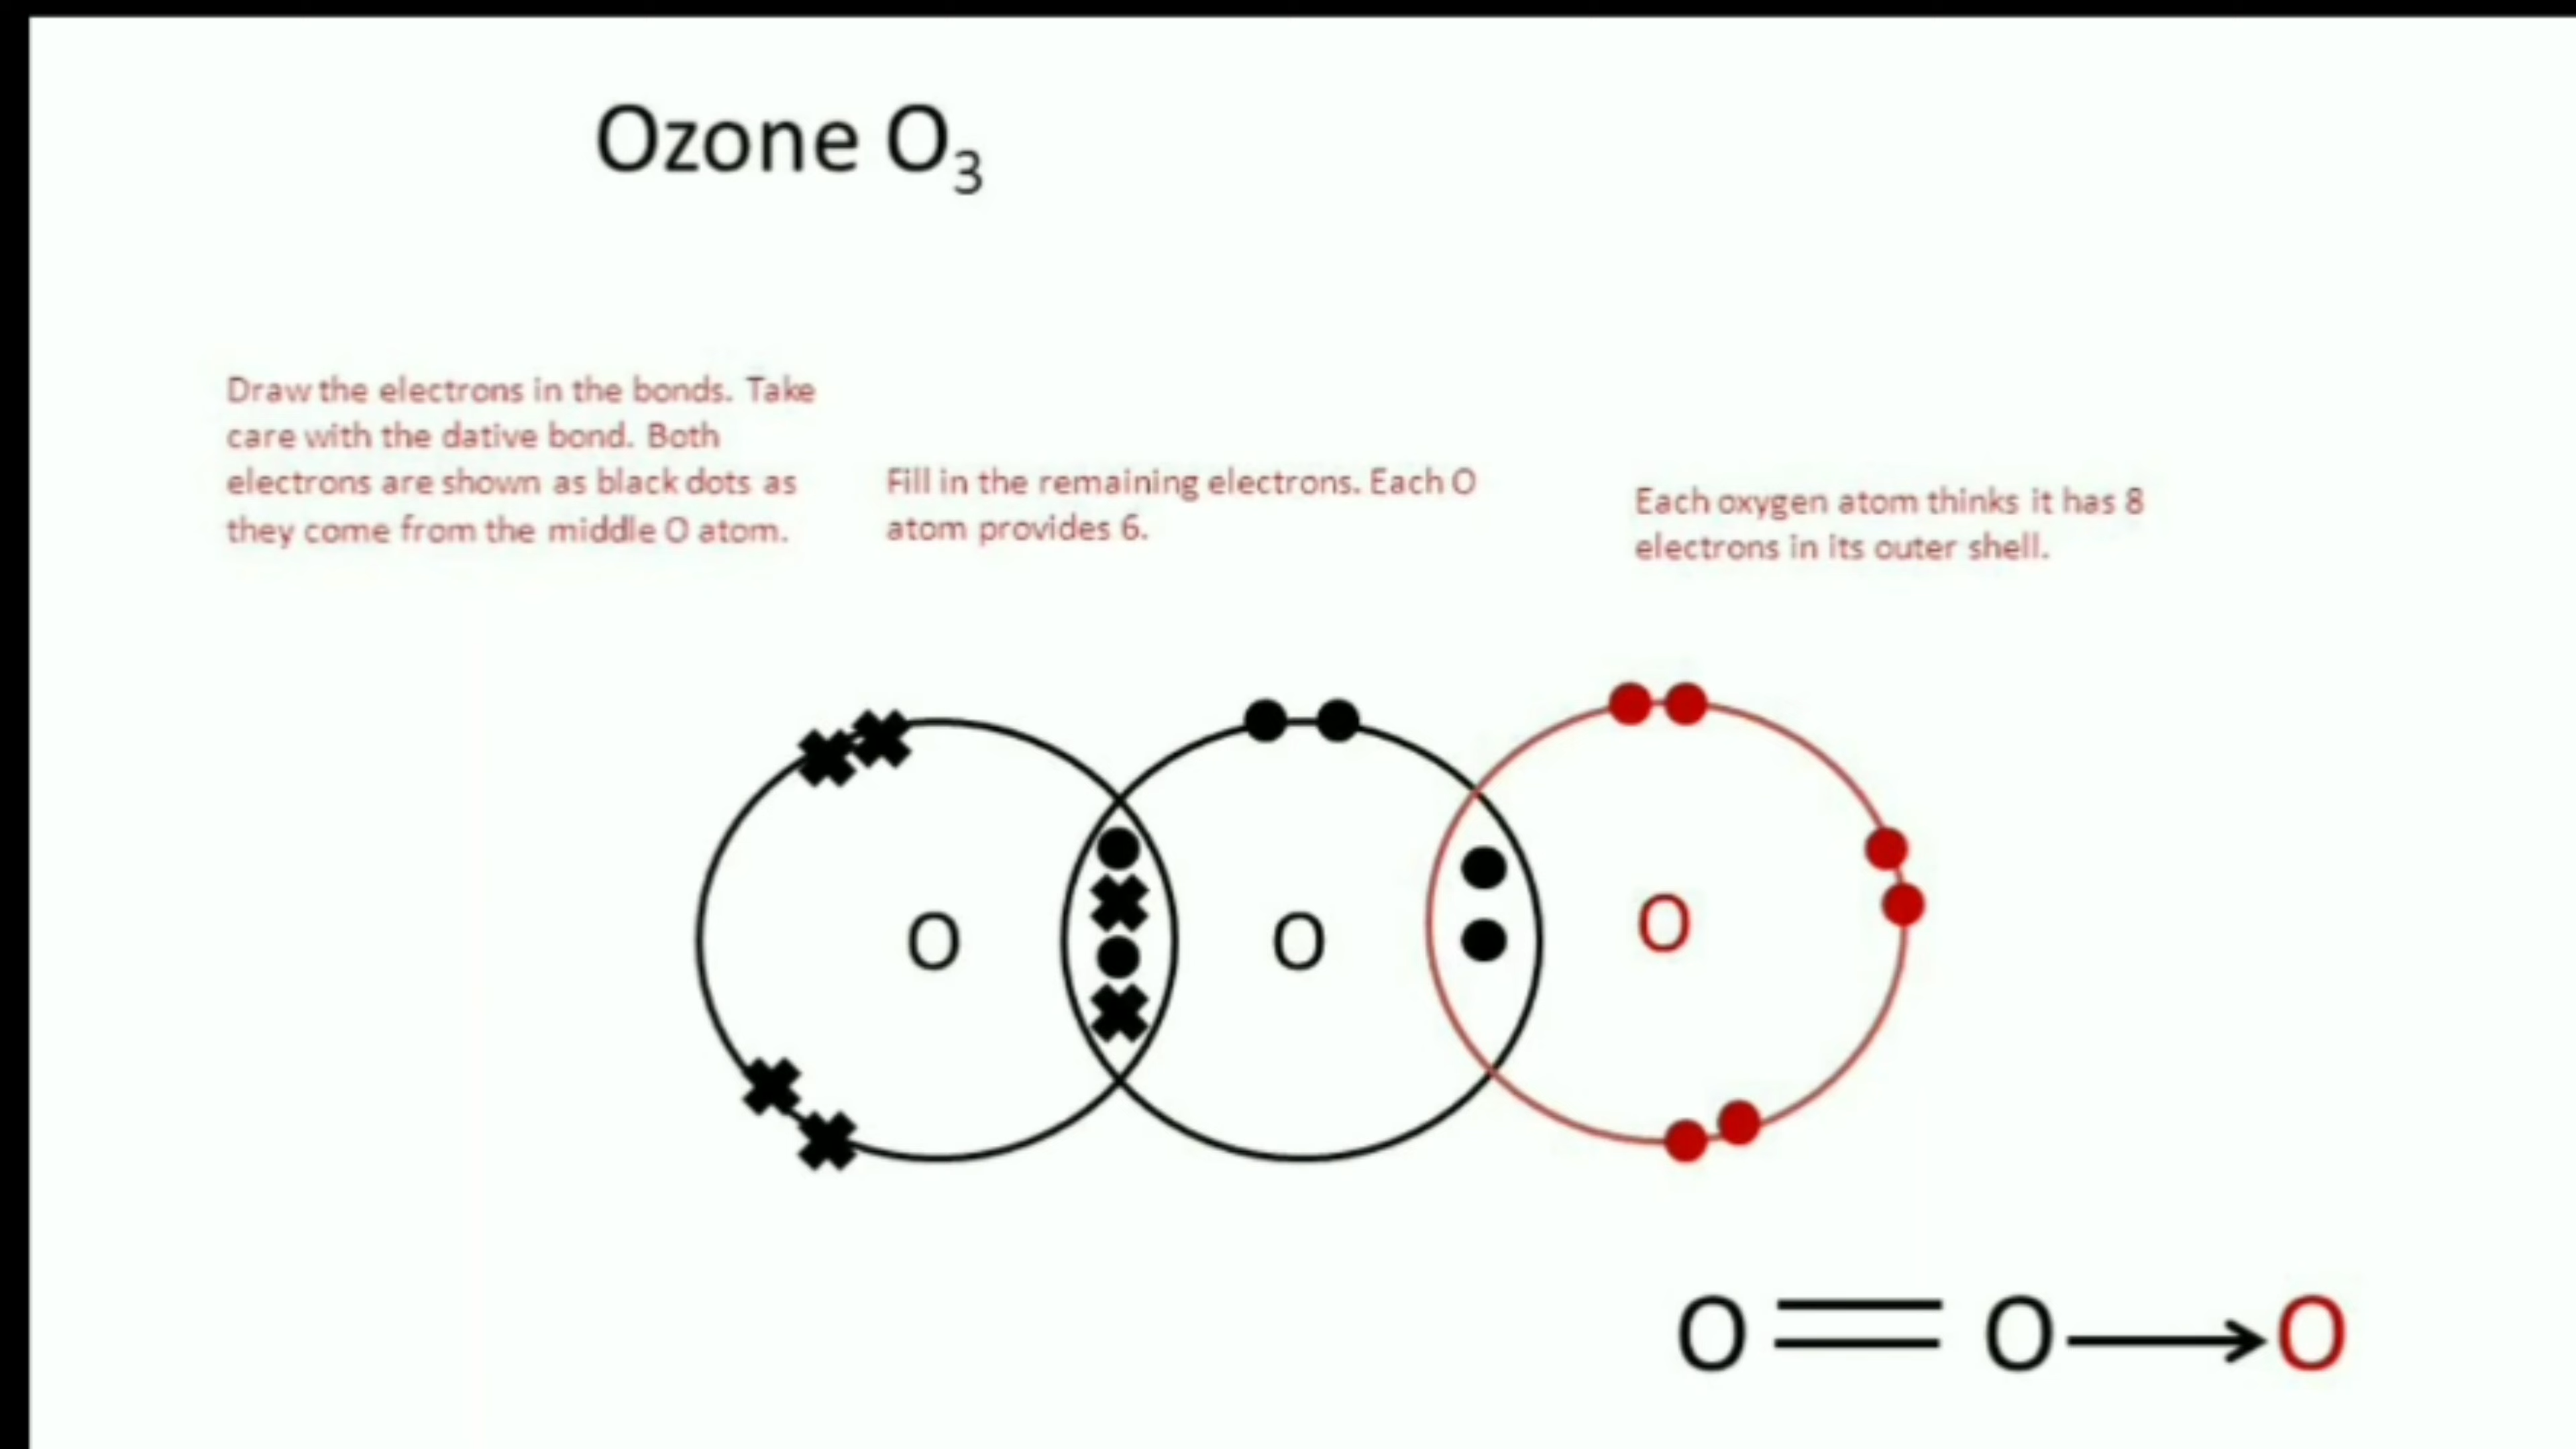 Ozone O₃
Draw the electrons in the bonds. Take
care with the dative bond. Both
electrons are shown as black dots as
they come from the middle O atom.
Fill in the remaining electrons. Each O
atom provides 6.
Each oxygen atom thinks it has 8
electrons in its outer shell.
O O O
O O O